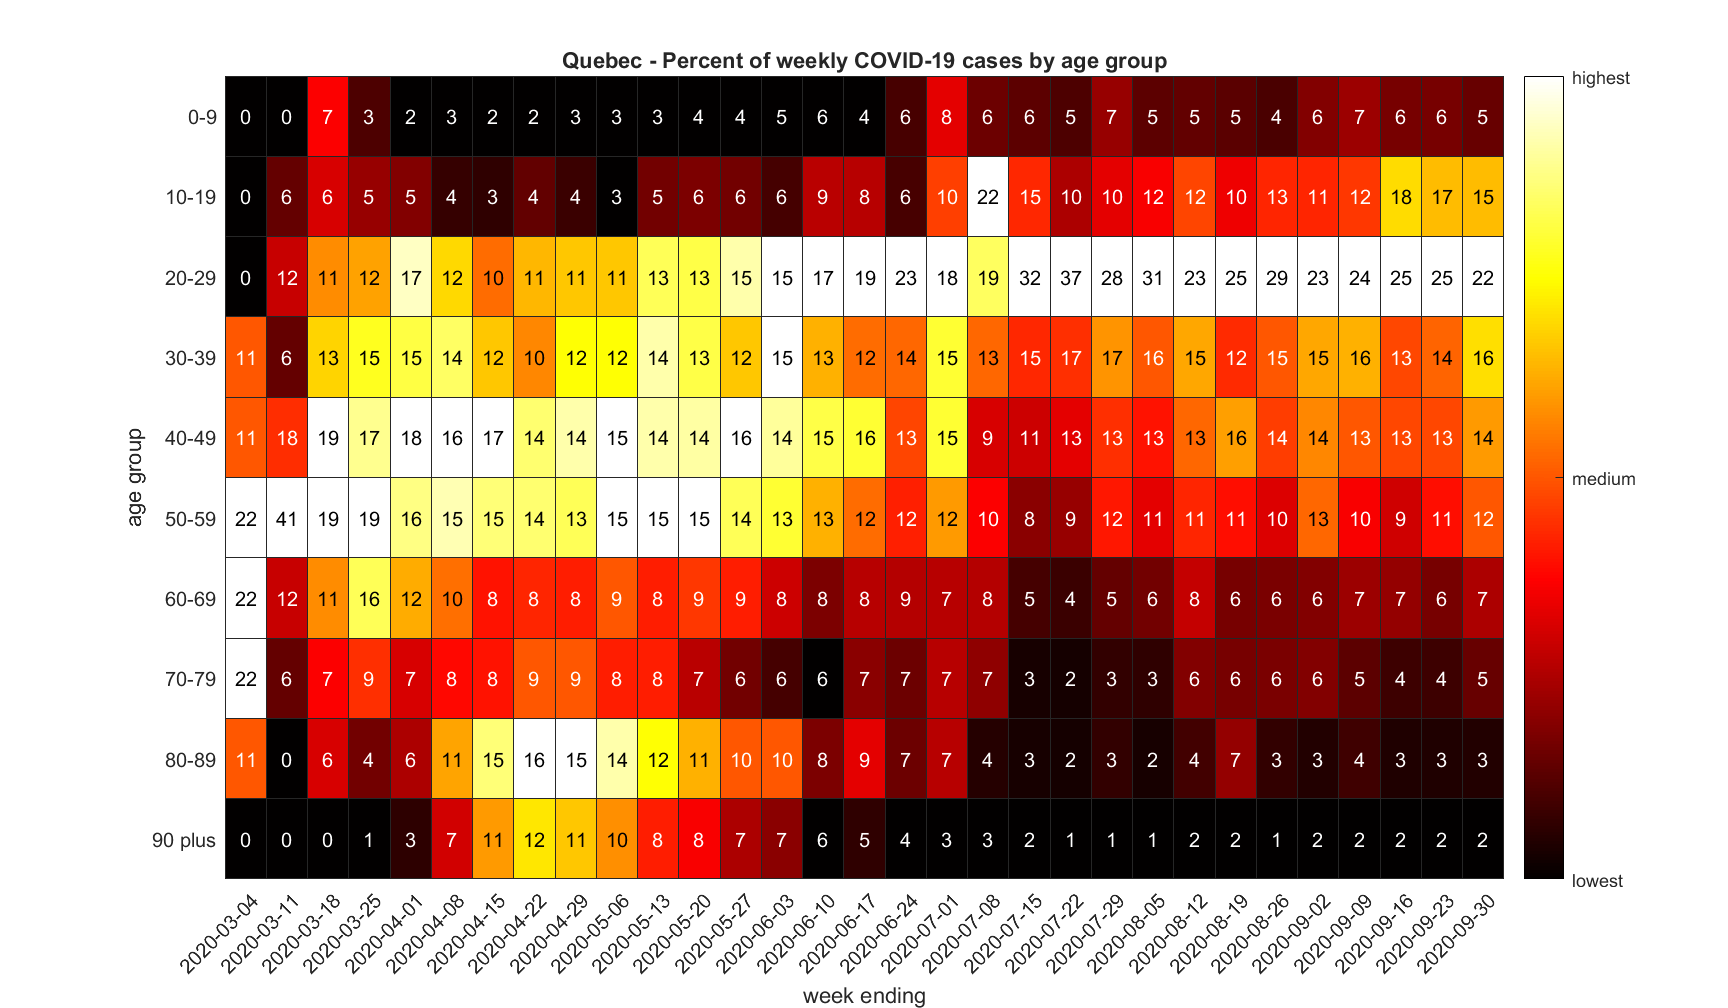 Quebec - Percent of weekly COVID-19 cases by age group
highest
0-9 0 0 7 3 2 3 2 2 3 3 3 4 4 5 6 4 6 8 6 6 5 7 5 5 5 4 6 7 6 6 5
10-19 0 6 6 5 5 4 3 4 4 3 5 6 6 6 9 8 6 10 22 15 10 10 12 12 10 13 11 12 18 17 15
20-29 0 12 11 12 17 12 10 11 11 11 13 13 15 15 17 19 23 18 19 32 37 28 31 23 25 29 23 24 25 25 22
30-39 11 6 13 15 15 14 12 10 12 12 14 13 12 15 13 12 14 15 13 15 17 17 16 15 12 15 15 16 13 14 16
40-49 11 18 19 17 18 16 17 14 14 15 14 14 16 14 15 16 13 15 9 11 13 13 13 13 16 14 14 13 13 13 14
medium
age group
50-59 22 41 19 19 16 15 15 14 13 15 15 15 14 13 13 12 12 12 10 8 9 12 11 11 11 10 13 10 9 11 12
60-69 22 12 11 16 12 10 8 8 8 9 8 9 9 8 8 8 9 7 8 5 4 5 6 8 6 6 6 7 7 6 7
70-79 22 6 7 9 7 8 8 9 9 8 8 7 6 6 6 7 7 7 7 3 2 3 3 6 6 6 6 5 4 4 5
80-89 11 0 6 4 6 11 15 16 15 14 12 11 10 10 8 9 7 7 4 3 2 3 2 4 7 3 3 4 3 3 3
90 plus 0 0 0 1 3 7 11 12 11 10 8 8 7 7 6 5 4 3 3 2 1 1 1 2 2 1 2 2 2 2 2
lowest
2020-03-04 2020-03-11 2020-03-18 2020-03-25 2020-04-01 2020-04-08 2020-04-15 2020-04-22 2020-04-29 2020-05-06 2020-05-13 2020-05-20 2020-05-27 2020-06-03 2020-06-10 2020-06-17 2020-06-24 2020-07-01 2020-07-08 2020-07-15 2020-07-22 2020-07-29 2020-08-05 2020-08-12 2020-08-19 2020-08-26 2020-09-02 2020-09-09 2020-09-16 2020-09-23 2020-09-30
week ending